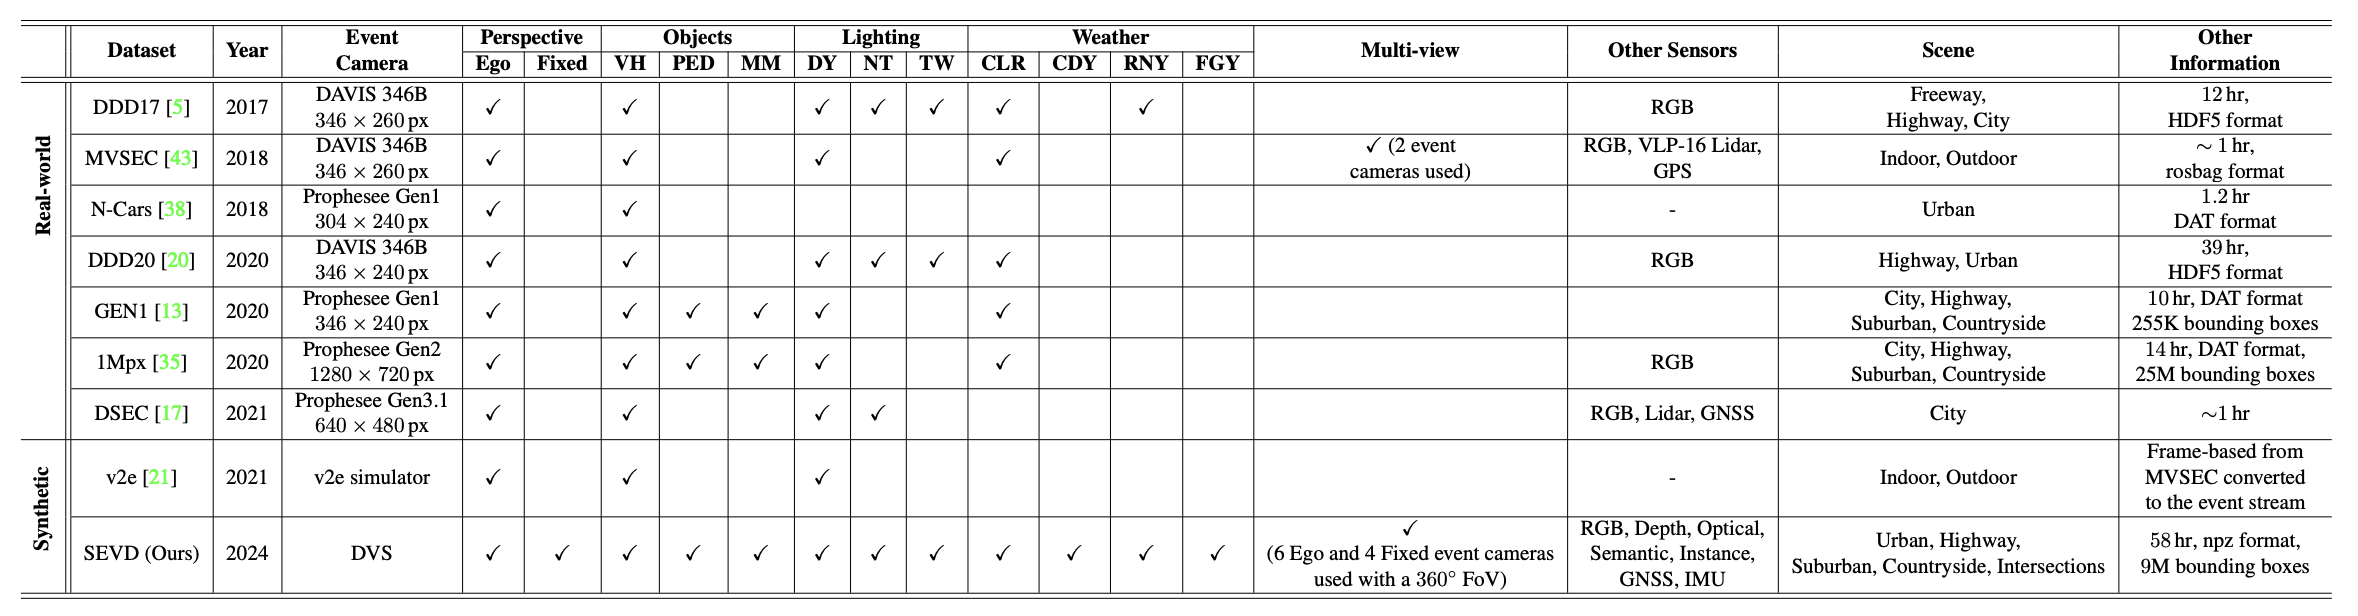 Dataset Year Event Camera Perspective Objects Lighting Weather Multi-view Other Sensors Scene Other Information
Ego Fixed VH PED MM DY NT TW CLR CDY RNY FGY
Real-world
DDD17 [5] 2017 DAVIS 346B ✓ ✓ ✓ ✓ ✓ ✓ ✓ RGB Freeway, 12 hr,
346 × 260 px Highway, City HDF5 format
MVSEC [43] 2018 DAVIS 346B ✓ ✓ ✓ ✓ ✓ (2 event RGB, VLP-16 Lidar, Indoor, Outdoor ∼ 1 hr,
346 × 260 px cameras used) GPS rosbag format
N-Cars [38] 2018 Prophesee Gen1 ✓ ✓ - Urban 1.2 hr
304 × 240 px DAT format
DDD20 [20] 2020 DAVIS 346B ✓ ✓ ✓ ✓ ✓ ✓ RGB Highway, Urban 39 hr,
346 × 240 px HDF5 format
GEN1 [13] 2020 Prophesee Gen1 ✓ ✓ ✓ ✓ ✓ ✓ City, Highway, 10 hr, DAT format
346 × 240 px Suburban, Countryside 255K bounding boxes
1Mpx [35] 2020 Prophesee Gen2 ✓ ✓ ✓ ✓ ✓ ✓ RGB City, Highway, 14 hr, DAT format,
1280 × 720 px Suburban, Countryside 25M bounding boxes
DSEC [17] 2021 Prophesee Gen3.1 ✓ ✓ ✓ ✓ RGB, Lidar, GNSS City ∼1 hr
640 × 480 px
Synthetic
v2e [21] 2021 v2e simulator ✓ ✓ ✓ - Indoor, Outdoor Frame-based from
MVSEC converted
to the event stream
SEVD (Ours) 2024 DVS ✓ ✓ ✓ ✓ ✓ ✓ ✓ ✓ ✓ ✓ ✓ ✓ ✓ RGB, Depth, Optical, Urban, Highway, 58 hr, npz format,
(6 Ego and 4 Fixed event cameras Semantic, Instance, Suburban, Countryside, Intersections 9M bounding boxes
used with a 360° FoV) GNSS, IMU